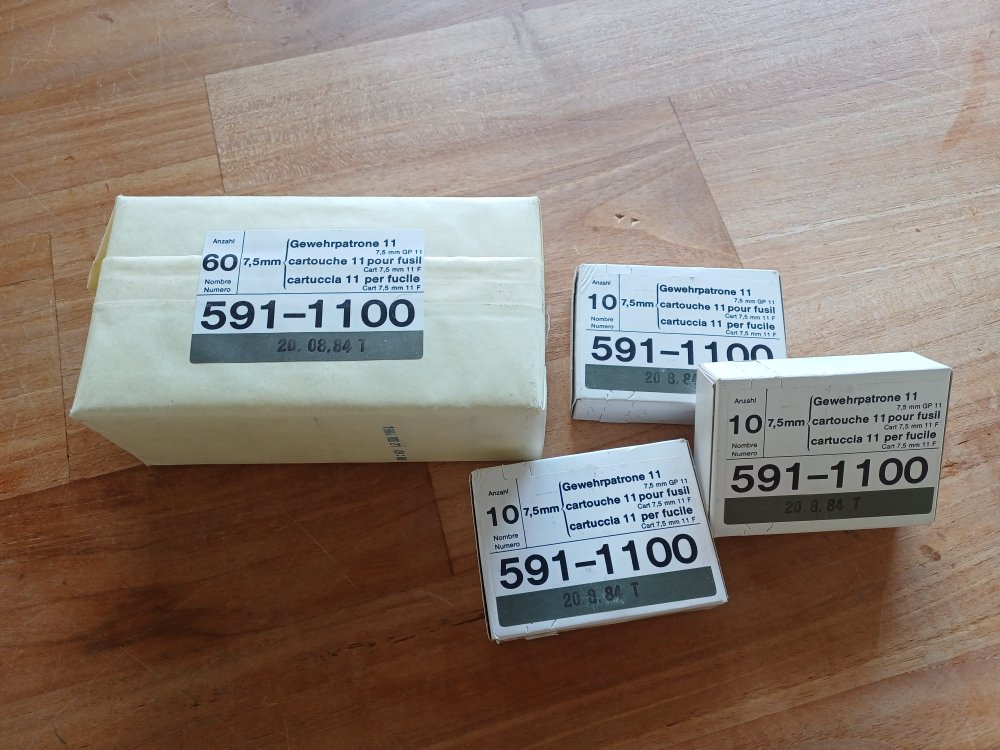 Anzahl
60
Nombre
Numero
7,5mm
Gewehrpatrone 11
7,5 mm GP 11
cartouche 11 pour fusil
Cart 7,5 mm 11 F
cartuccia 11 per fucile
Cart 7,5 mm 11 F
591–1100
20. 08. 84 T
Anzahl
10
Nombre
Numero
7,5mm
Gewehrpatrone 11
7,5 mm GP 11
cartouche 11 pour fusil
Cart 7,5 mm 11 F
cartuccia 11 per fucile
591–1100
20 8. 84
Anzahl
10
Nombre
Numero
7,5mm
Gewehrpatrone 11
7,5 mm GP 11
cartouche 11 pour fusil
Cart 7,5 mm 11 F
cartuccia 11 per fucile
Cart 7,5 mm 11 F
591–1100
20 8. 84 T
Anzahl
10
Nombre
Numero
7,5mm
Gewehrpatrone 11
7,5 mm GP 11
cartouche 11 pour fusil
Cart 7,5 mm 11 F
cartuccia 11 per fucile
Cart 7,5 mm 11 F
591–1100
20. 8. 84 T